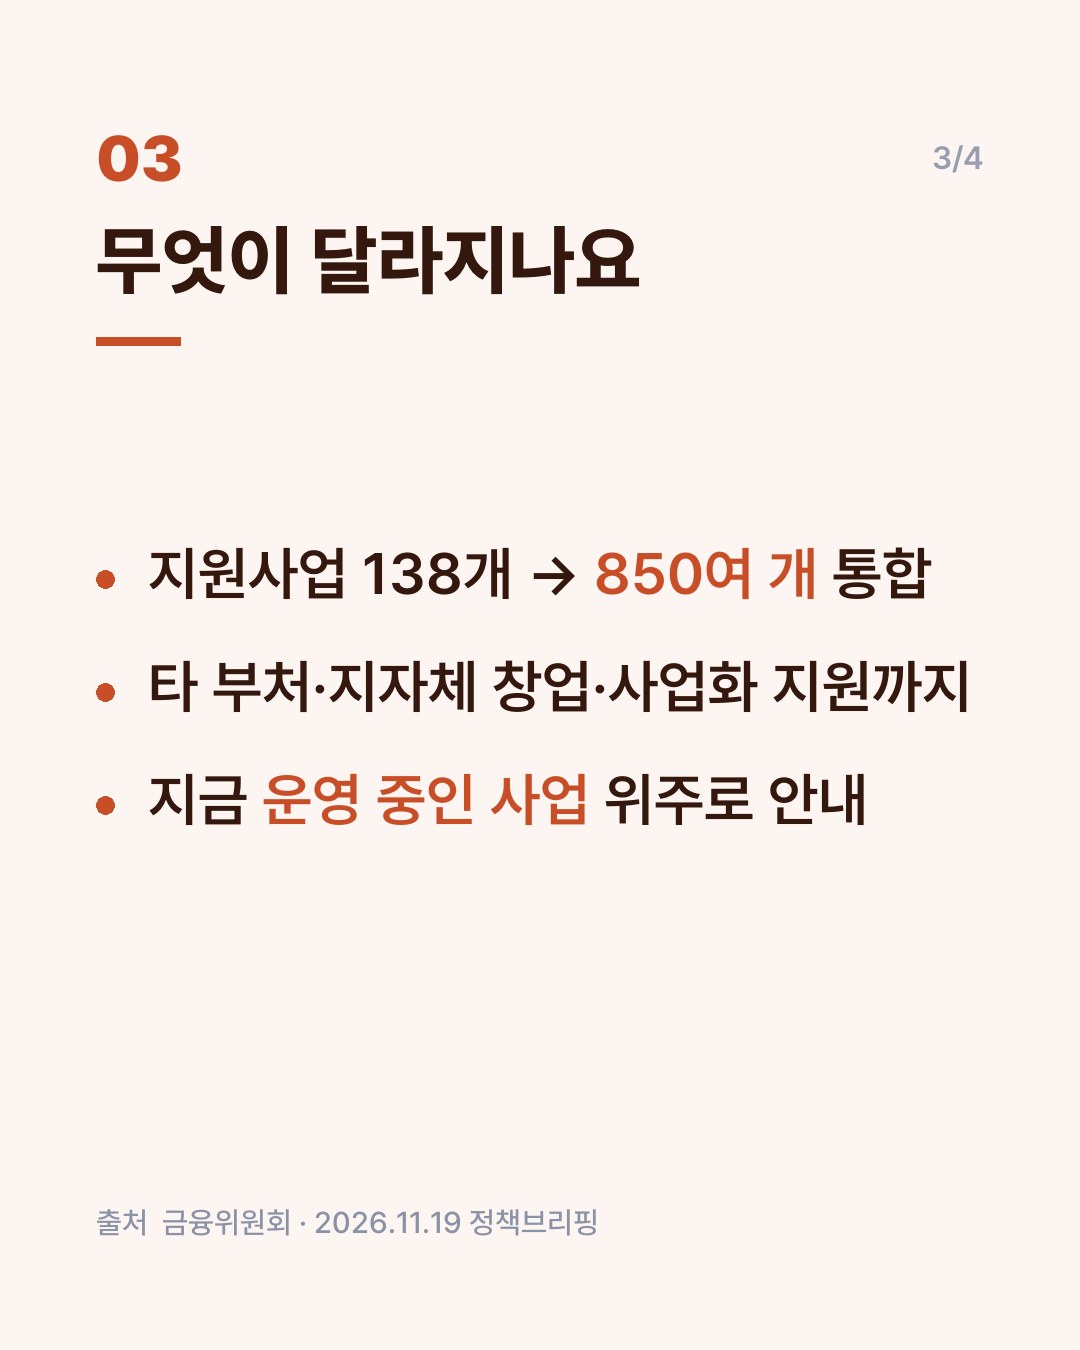 03
3/4
무엇이 달라지나요
• 지원사업 138개 → 850여 개 통합
• 타 부처·지자체 창업·사업화 지원까지
• 지금 운영 중인 사업 위주로 안내
출처 금융위원회 · 2026.11.19 정책브리핑